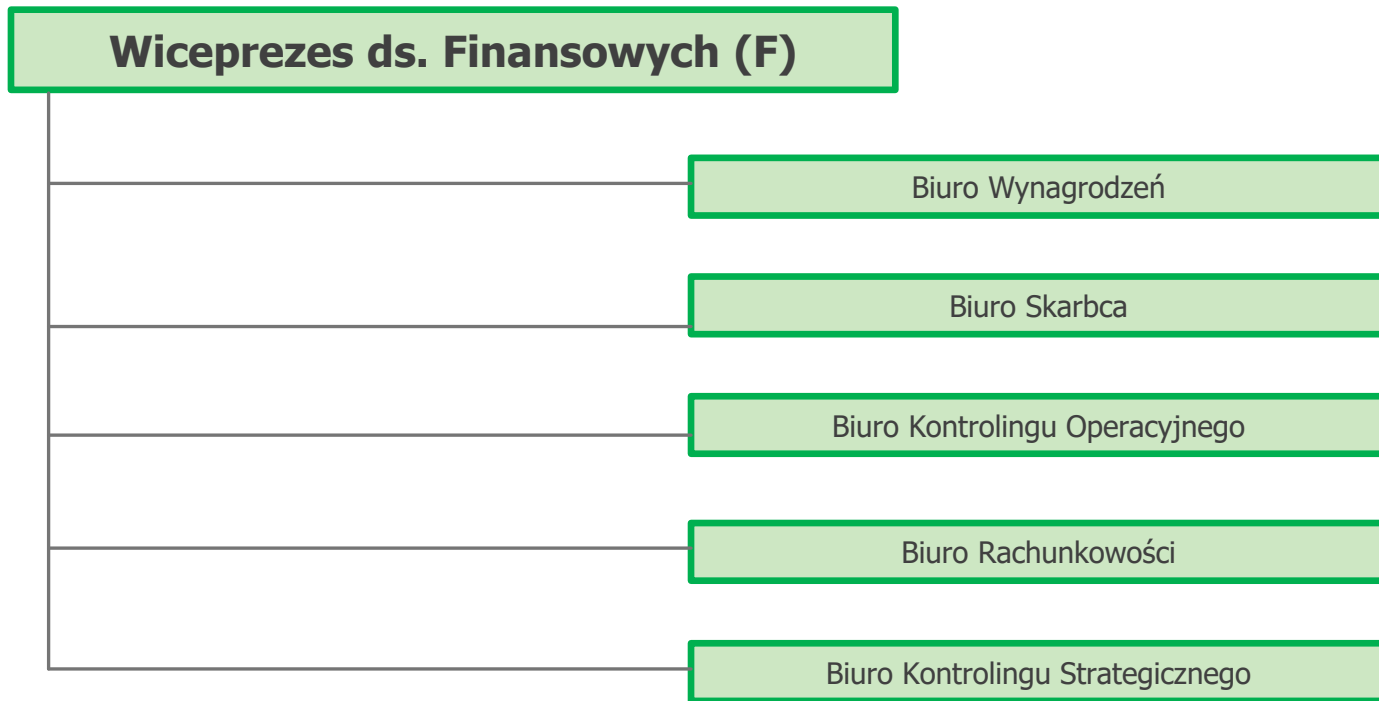 Wiceprezes ds. Finansowych (F)
Biuro Wynagrodzeń
Biuro Skarbca
Biuro Kontrolingu Operacyjnego
Biuro Rachunkowości
Biuro Kontrolingu Strategicznego